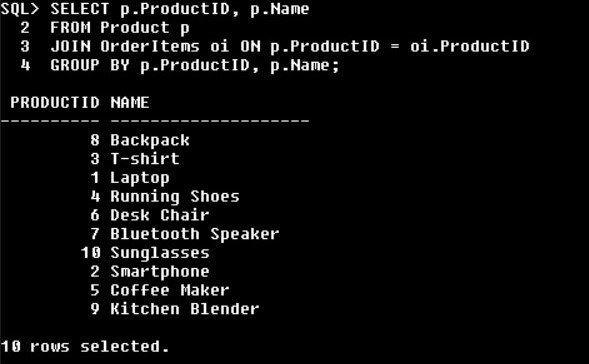 SQL> SELECT p.ProductID, p.Name
2 FROM Product p
3 JOIN OrderItems oi ON p.ProductID = oi.ProductID
4 GROUP BY p.ProductID, p.Name;
PRODUCTID NAME
---------- --------------------
8 Backpack
3 T-shirt
1 Laptop
4 Running Shoes
6 Desk Chair
7 Bluetooth Speaker
10 Sunglasses
2 Smartphone
5 Coffee Maker
9 Kitchen Blender
10 rows selected.